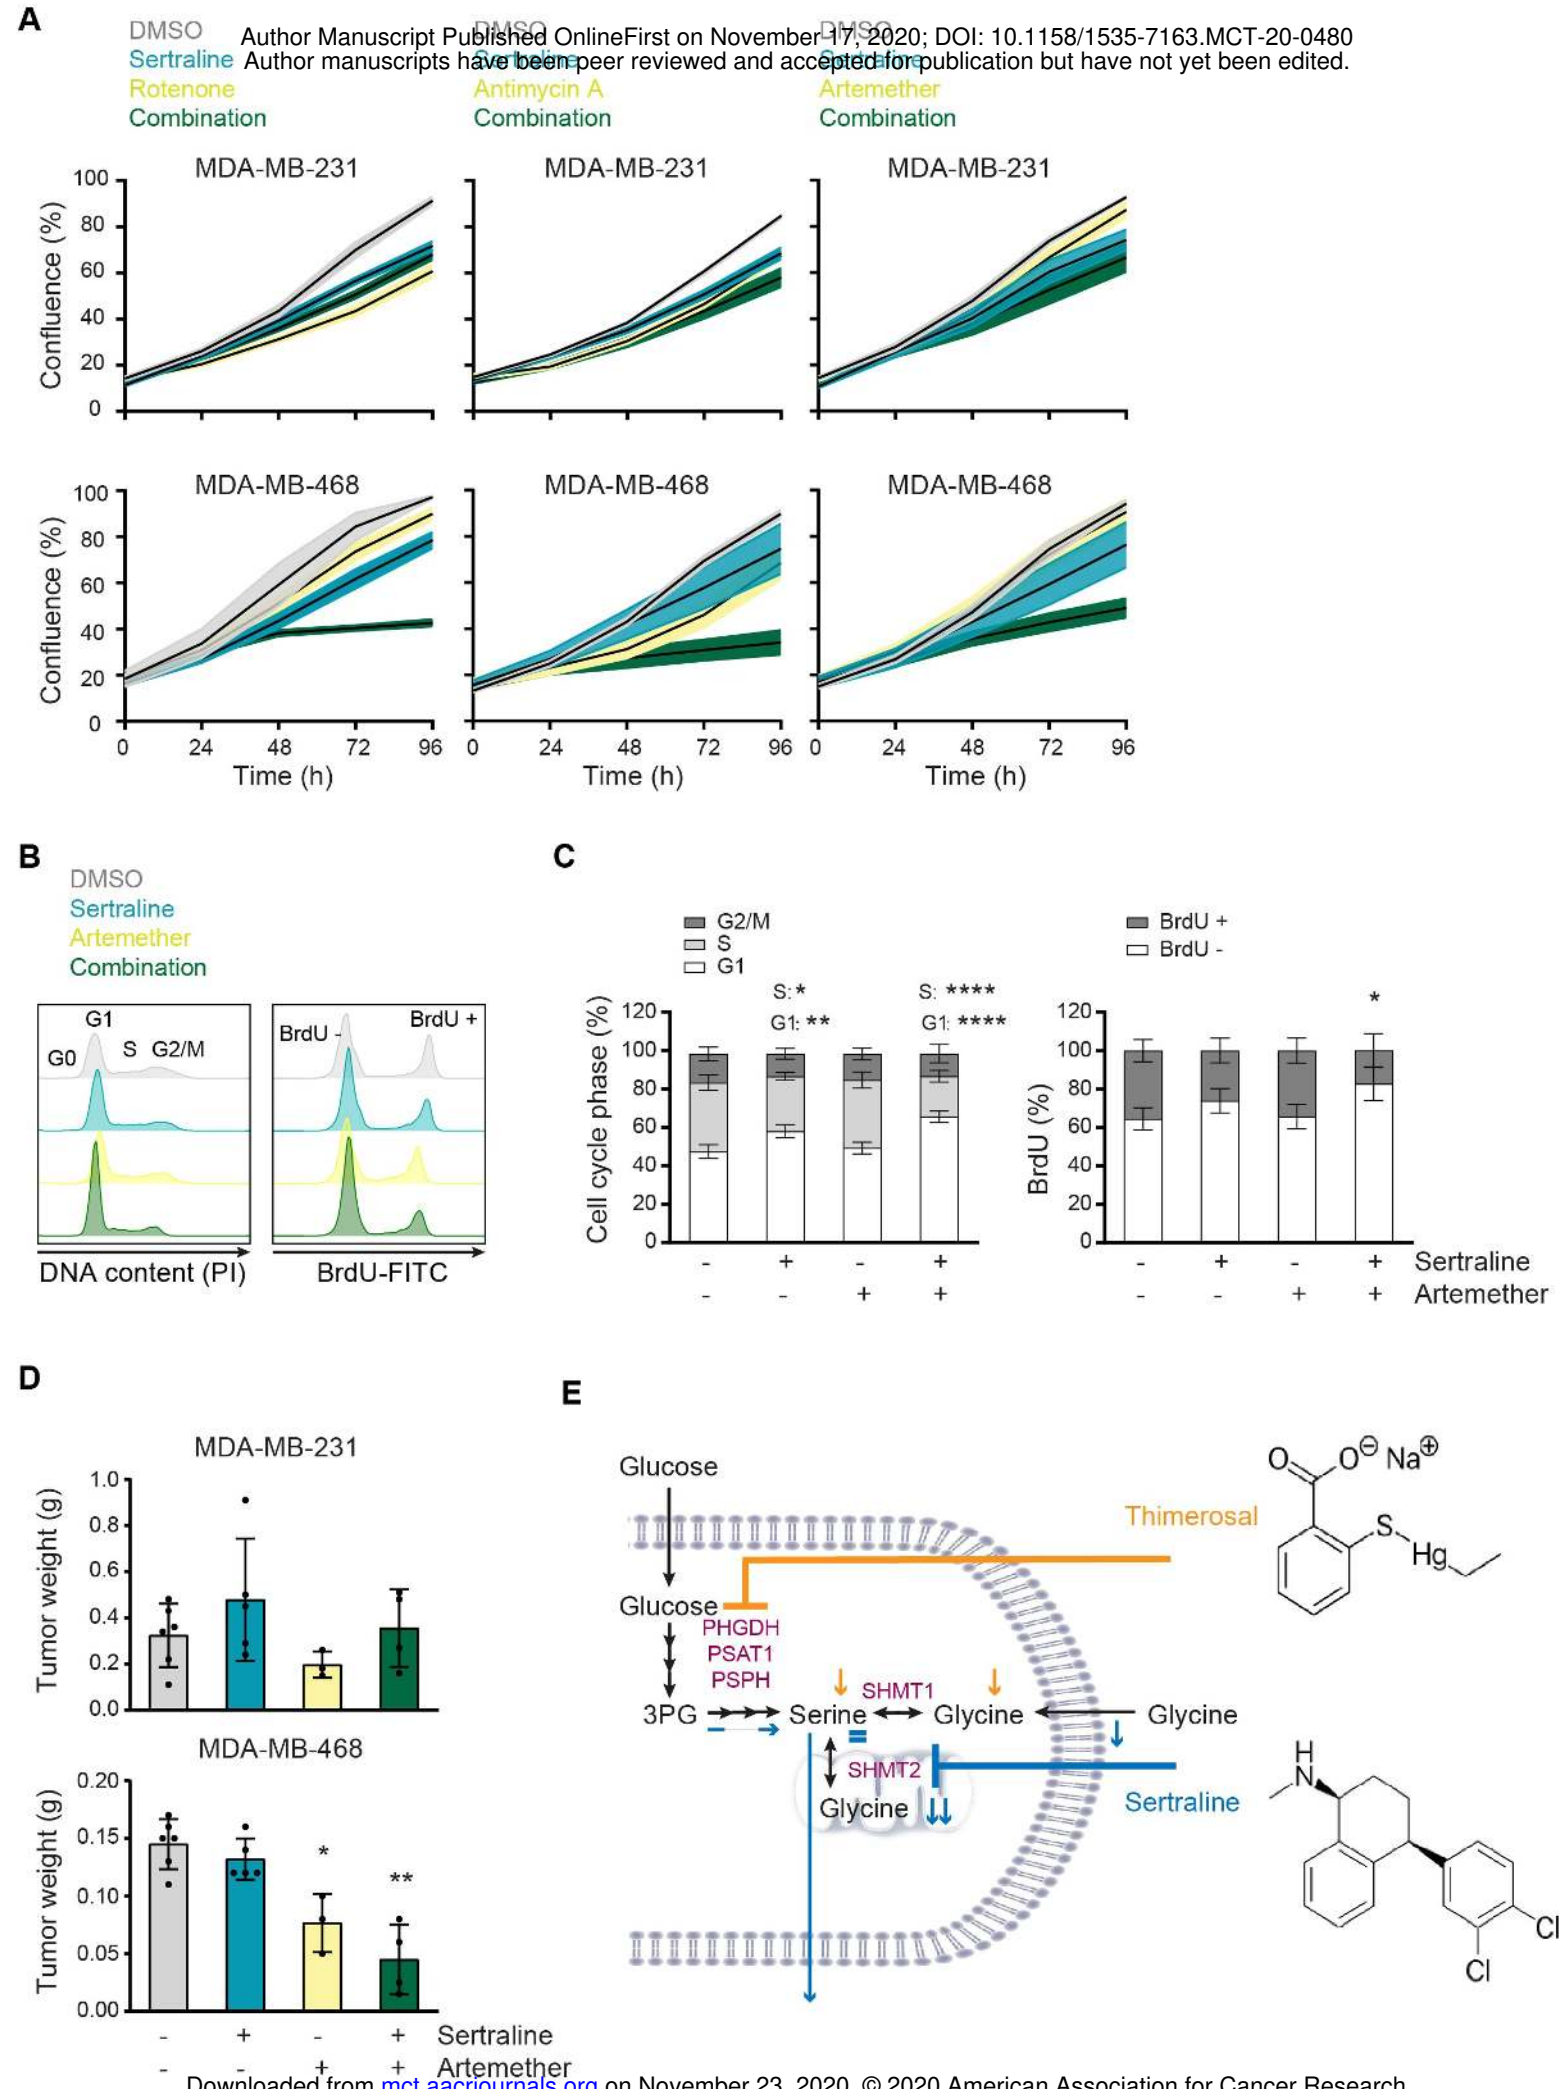 A
Author Manuscript Published OnlineFirst on November 17, 2020; DOI: 10.1158/1535-7163.MCT-20-0480
Author manuscripts have been peer reviewed and accepted for publication but have not yet been edited.
DMSO DMSO DMSO
Sertraline Sertraline Sertraline
Rotenone Antimycin A Artemether
Combination Combination Combination
MDA-MB-231 MDA-MB-231 MDA-MB-231
Confluence (%)
100
80
60
40
20
0
MDA-MB-468 MDA-MB-468 MDA-MB-468
Confluence (%)
100
80
60
40
20
0
0 24 48 72 96 0 24 48 72 96 0 24 48 72 96
Time (h) Time (h) Time (h)
B
DMSO
Sertraline
Artemether
Combination
G0 G1 S G2/M
DNA content (PI)
BrdU - BrdU +
BrdU-FITC
C
G2/M
S
G1
S: * S: ****
G1: ** G1: ****
Cell cycle phase (%)
120
100
80
60
40
20
0
- + - +
- - + +
BrdU +
BrdU -
*
BrdU (%)
120
100
80
60
40
20
0
- + - + Sertraline
- - + + Artemether
D
MDA-MB-231
Tumor weight (g)
1.0
0.8
0.6
0.4
0.2
0.0
MDA-MB-468
Tumor weight (g)
0.20
0.15
0.10
0.05
0.00
* **
- + - + Sertraline
- - + + Artemether
E
Glucose
Thimerosal
O O⊖ Na⊕
S
Hg
Glucose
PHGDH
PSAT1
PSPH
3PG Serine SHMT1 Glycine Glycine
SHMT2
Glycine
Sertraline
H
N
Cl
Cl
Downloaded from mct.aacrjournals.org on November 23, 2020. © 2020 American Association for Cancer Research.